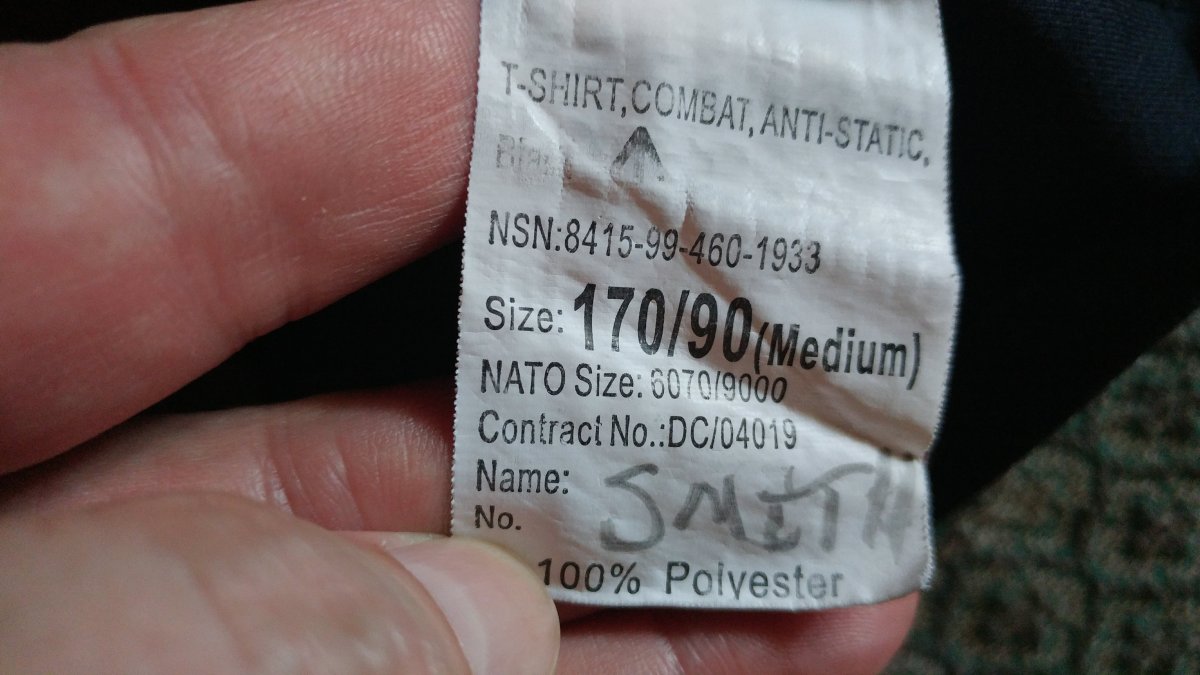 T-SHIRT,COMBAT,ANTI-STATIC,
NSN:8415-99-460-1933
Size: 170/90(Medium)
NATO Size: 6070/9000
Contract No.:DC/04019
Name: SMITH
No.
100% Polyester